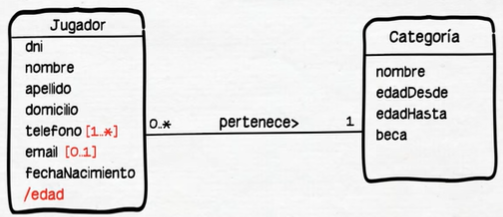 Jugador
dni
nombre
apellido
domicilio
telefono [1..*]
email [0..1]
fechaNacimiento
/edad
0..* pertenece> 1
Categoría
nombre
edadDesde
edadHasta
beca